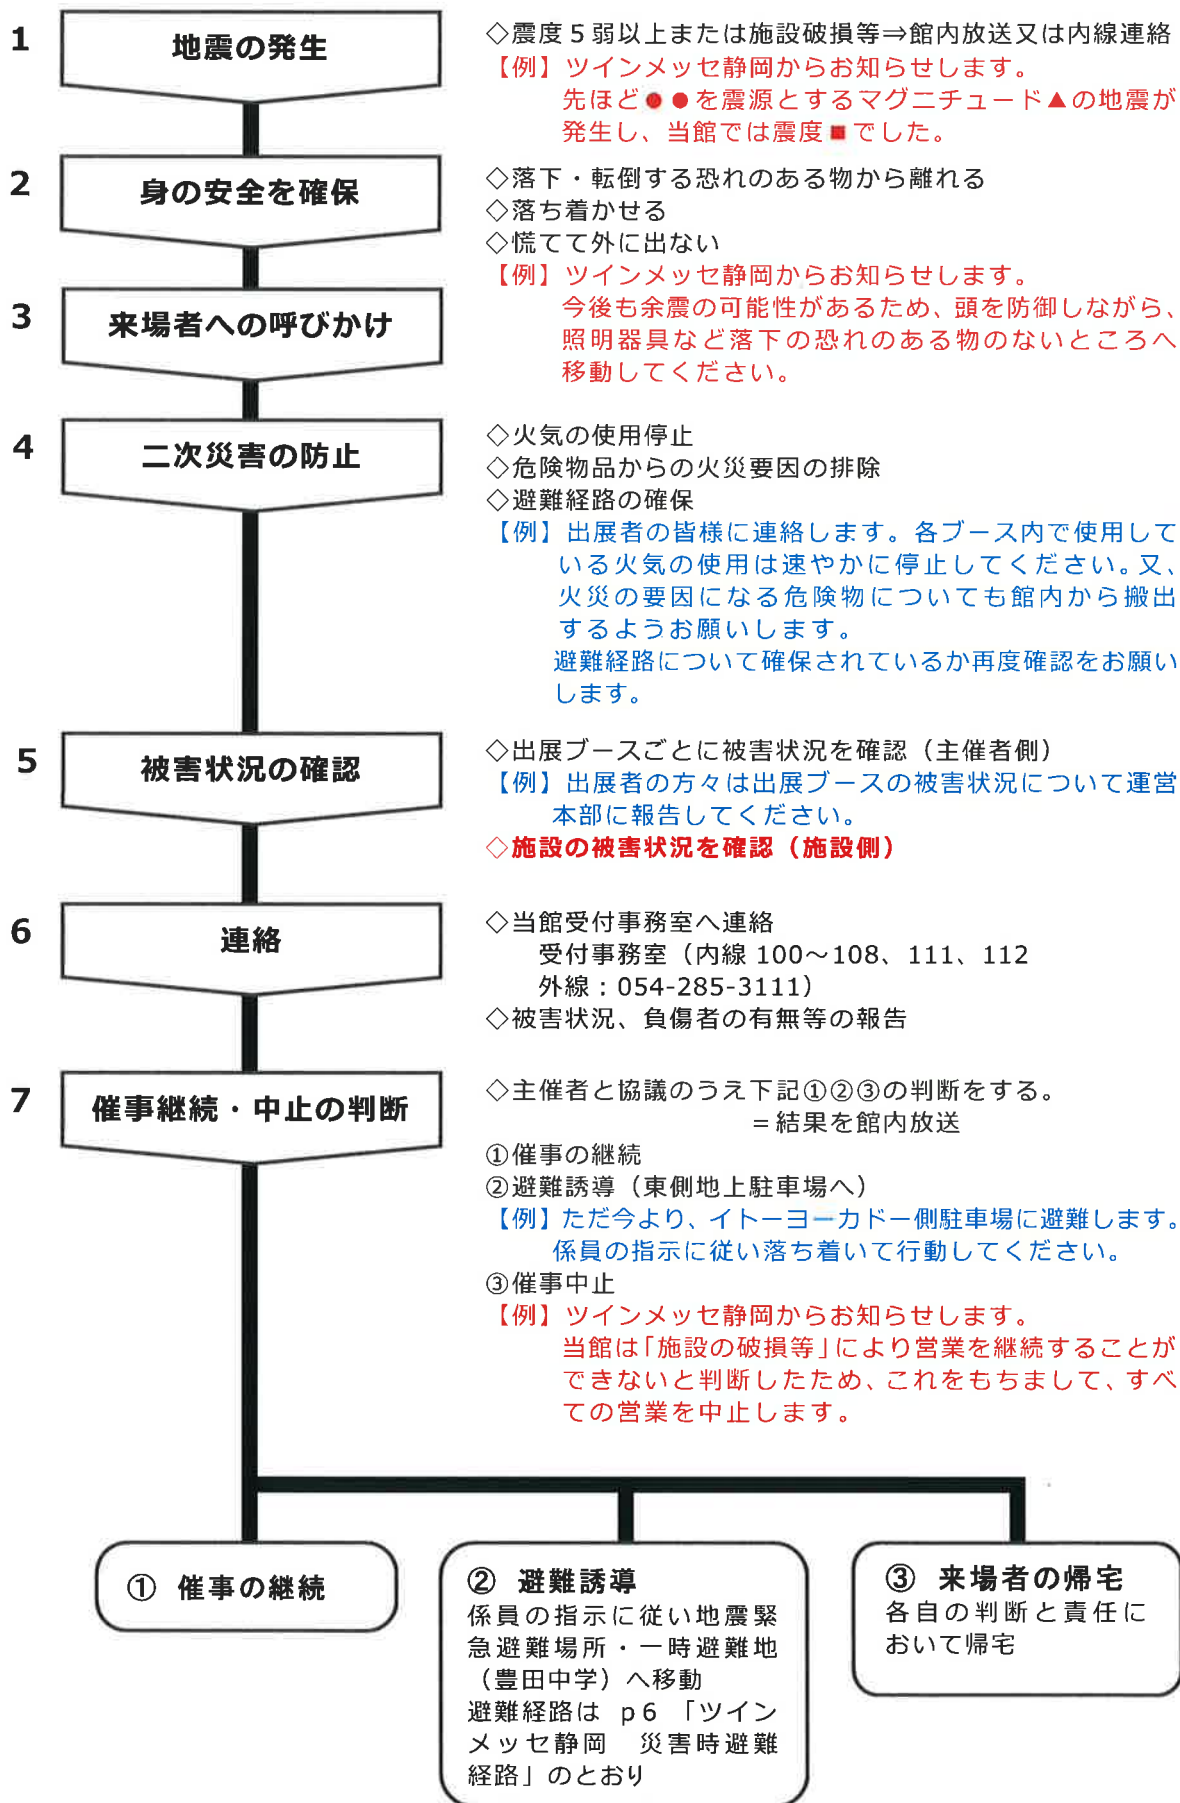 1
地震の発生
◇震度５弱以上または施設破損等⇒館内放送又は内線連絡
【例】ツインメッセ静岡からお知らせします。
先ほど●●を震源とするマグニチュード▲の地震が
発生し、当館では震度■でした。
2
身の安全を確保
◇落下・転倒する恐れのある物から離れる
◇落ち着かせる
◇慌てて外に出ない
3
来場者への呼びかけ
【例】ツインメッセ静岡からお知らせします。
今後も余震の可能性があるため、頭を防御しながら、
照明器具など落下の恐れのある物のないところへ
移動してください。
4
二次災害の防止
◇火気の使用停止
◇危険物品からの火災要因の排除
◇避難経路の確保
【例】出展者の皆様に連絡します。各ブース内で使用して
いる火気の使用は速やかに停止してください。又、
火災の要因になる危険物についても館内から搬出
するようお願いします。
避難経路について確保されているか再度確認をお願い
します。
5
被害状況の確認
◇出展ブースごとに被害状況を確認（主催者側）
【例】出展者の方々は出展ブースの被害状況について運営
本部に報告してください。
◇施設の被害状況を確認（施設側）
6
連絡
◇当館受付事務室へ連絡
受付事務室（内線 100～108、111、112
外線：054-285-3111）
◇被害状況、負傷者の有無等の報告
7
催事継続・中止の判断
◇主催者と協議のうえ下記①②③の判断をする。
＝結果を館内放送
①催事の継続
②避難誘導（東側地上駐車場へ）
【例】ただ今より、イトーヨーカドー側駐車場に避難します。
係員の指示に従い落ち着いて行動してください。
③催事中止
【例】ツインメッセ静岡からお知らせします。
当館は「施設の破損等」により営業を継続することが
できないと判断したため、これをもちまして、すべ
ての営業を中止します。
① 催事の継続
② 避難誘導
係員の指示に従い地震緊
急避難場所・一時避難地
（豊田中学）へ移動
避難経路は p6 「ツイン
メッセ静岡 災害時避難
経路」のとおり
③ 来場者の帰宅
各自の判断と責任に
おいて帰宅